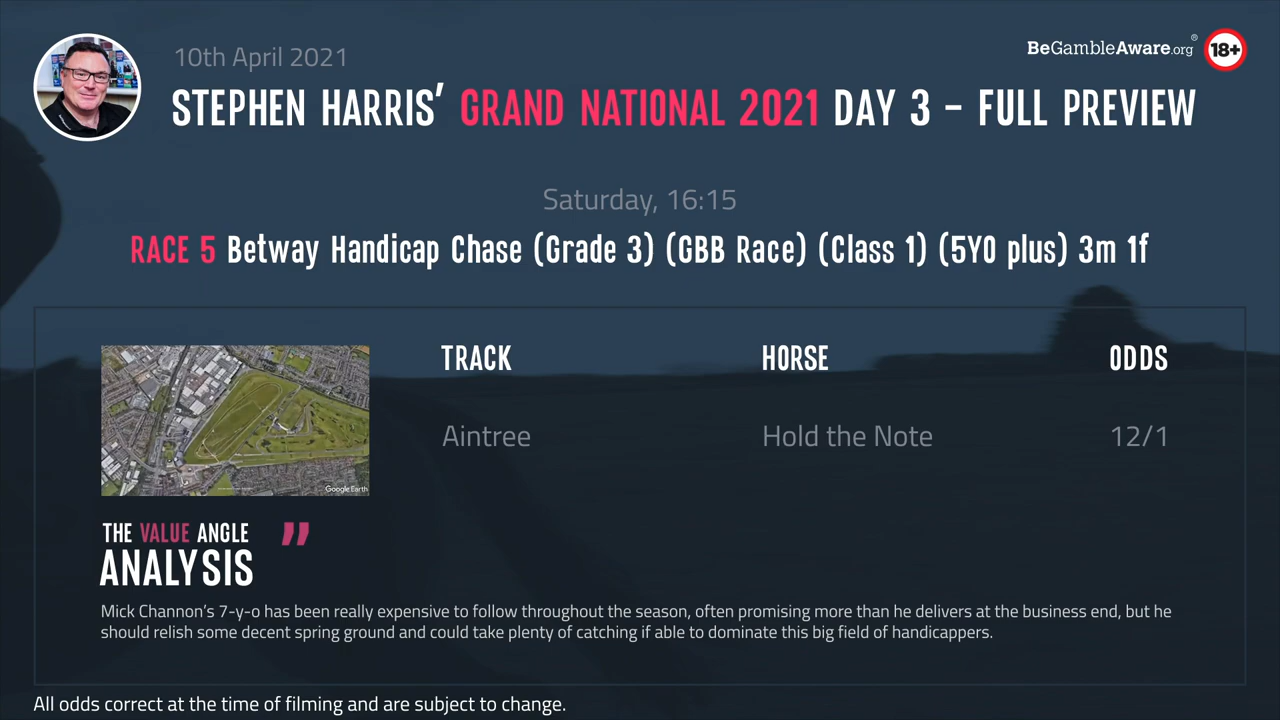 10th April 2021
BeGambleAware.org® 18+
STEPHEN HARRIS' GRAND NATIONAL 2021 DAY 3 - FULL PREVIEW
Saturday, 16:15
RACE 5 Betway Handicap Chase (Grade 3) (GBB Race) (Class 1) (5YO plus) 3m 1f
TRACK HORSE ODDS
Aintree Hold the Note 12/1
Google Earth
THE VALUE ANGLE "
ANALYSIS
Mick Channon's 7-y-o has been really expensive to follow throughout the season, often promising more than he delivers at the business end, but he
should relish some decent spring ground and could take plenty of catching if able to dominate this big field of handicappers.
All odds correct at the time of filming and are subject to change.